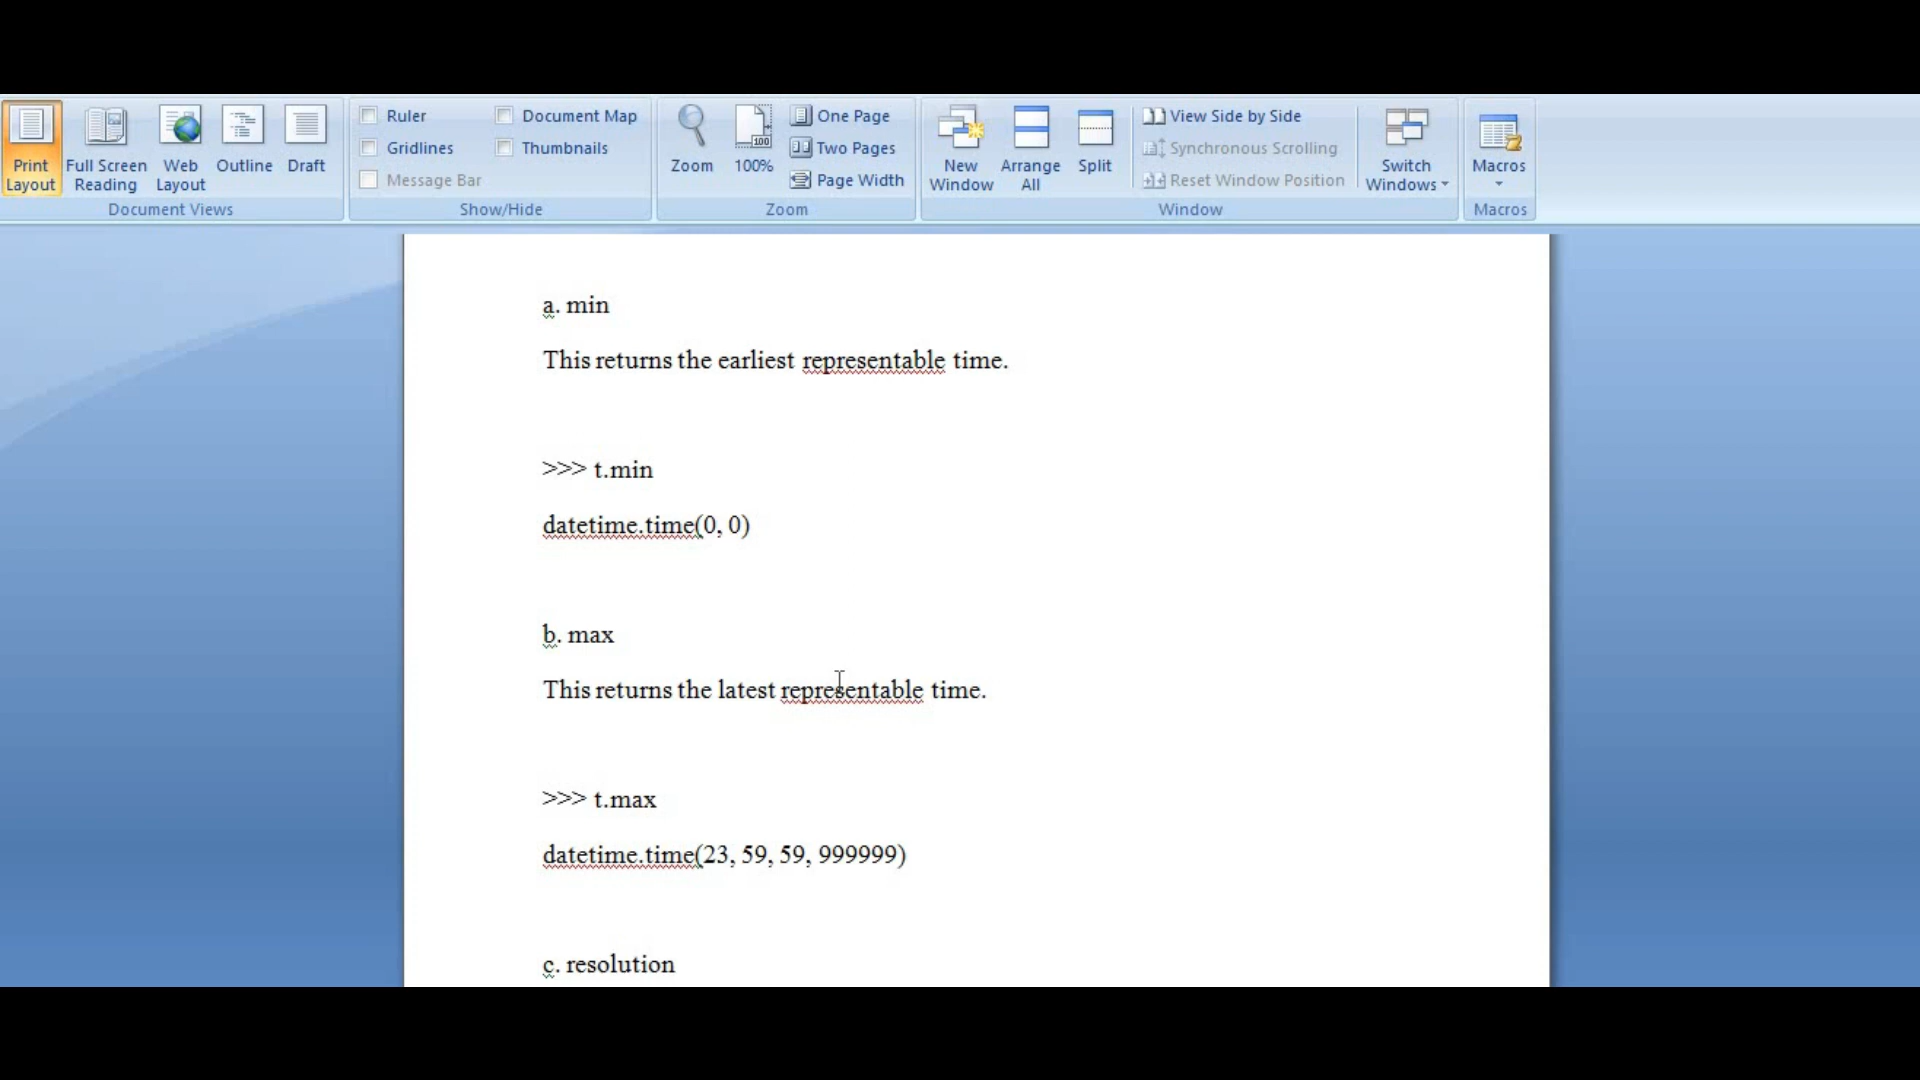 Print Layout
Full Screen Reading
Web Layout
Outline
Draft
Document Views
Ruler
Gridlines
Message Bar
Document Map
Thumbnails
Show/Hide
Zoom
100
100%
One Page
Two Pages
Page Width
Zoom
New Window
Arrange All
Split
View Side by Side
Synchronous Scrolling
Reset Window Position
Switch Windows
Window
Macros
Macros
a. min
This returns the earliest representable time.
>>> t.min
datetime.time(0, 0)
b. max
This returns the latest representable time.
>>> t.max
datetime.time(23, 59, 59, 999999)
c. resolution